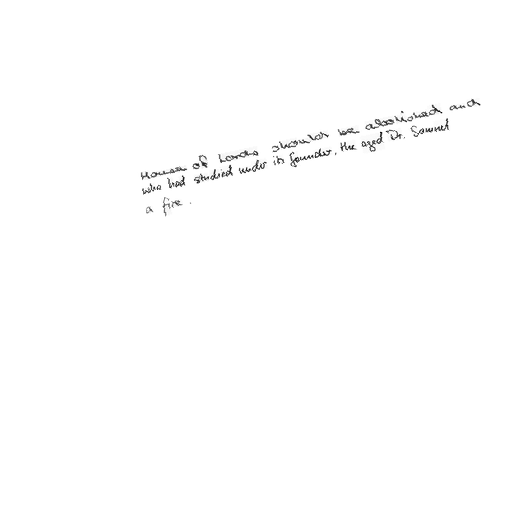 House of Lords should be abolished and
who had studied under its founder, the aged Dr. Samuel
a fire.